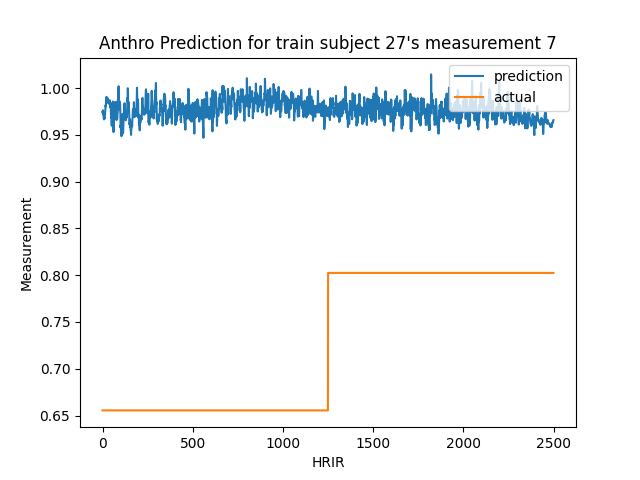 Anthro Prediction for train subject 27's measurement 7
prediction
actual
1.00
0.95
0.90
0.85
0.80
0.75
0.70
0.65
Measurement
0
500
1000
1500
2000
2500
HRIR